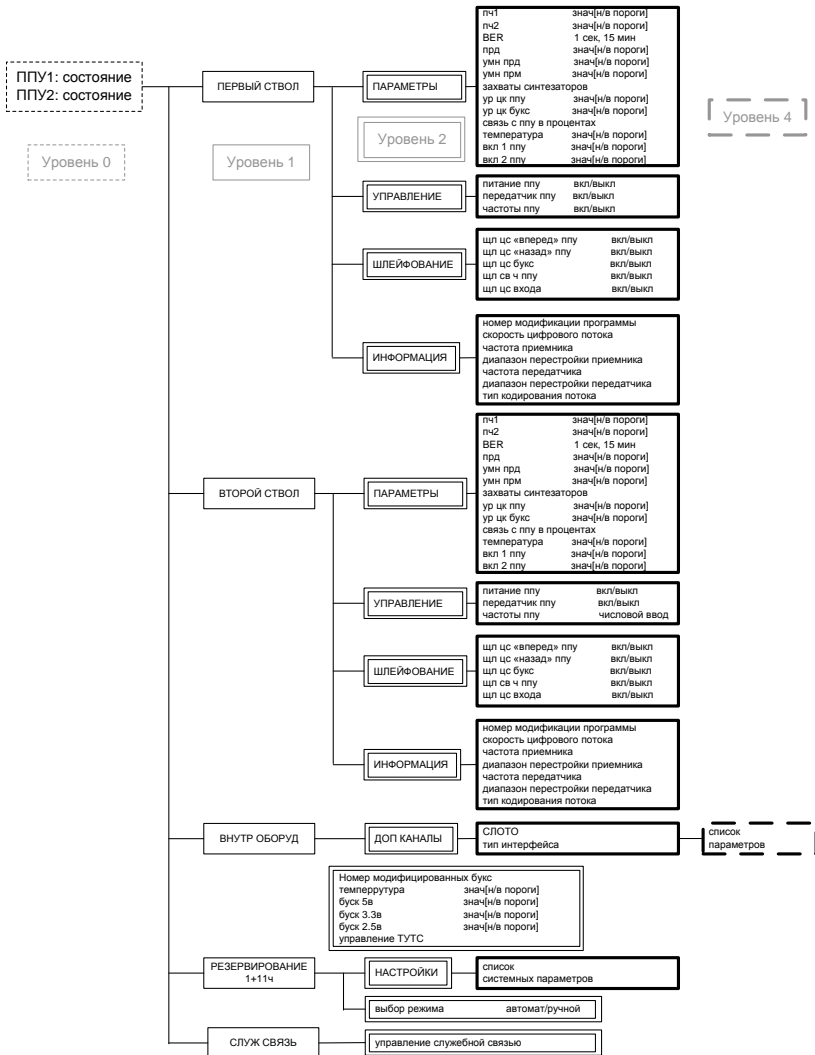 ППУ1: состояние
ППУ2: состояние
Уровень 0
Уровень 1
Уровень 2
Уровень 4
ПЕРВЫЙ СТВОЛ
ПАРАМЕТРЫ
пч1 знач[н/в пороги]
пч2 знач[н/в пороги]
BER 1 сек, 15 мин
прд знач[н/в пороги]
умн прд знач[н/в пороги]
умн прм знач[н/в пороги]
захваты синтезаторов
ур цк ппу знач[н/в пороги]
ур цк букс знач[н/в пороги]
связь с ппу в процентах
температура знач[н/в пороги]
вкл 1 ппу знач[н/в пороги]
вкл 2 ппу знач[н/в пороги]
УПРАВЛЕНИЕ
питание ппу вкл/выкл
передатчик ппу вкл/выкл
частоты ппу вкл/выкл
ШЛЕЙФОВАНИЕ
щл цс «вперед» ппу вкл/выкл
щл цс «назад» ппу вкл/выкл
щл цс букс вкл/выкл
щл св ч ппу вкл/выкл
щл цс входа вкл/выкл
ИНФОРМАЦИЯ
номер модификации программы
скорость цифрового потока
частота приемника
диапазон перестройки приемника
частота передатчика
диапазон перестройки передатчика
тип кодирования потока
ВТОРОЙ СТВОЛ
ПАРАМЕТРЫ
пч1 знач[н/в пороги]
пч2 знач[н/в пороги]
BER 1 сек, 15 мин
прд знач[н/в пороги]
умн прд знач[н/в пороги]
умн прм знач[н/в пороги]
захваты синтезаторов
ур цк ппу знач[н/в пороги]
ур цк букс знач[н/в пороги]
связь с ппу в процентах
температура знач[н/в пороги]
вкл 1 ппу знач[н/в пороги]
вкл 2 ппу знач[н/в пороги]
УПРАВЛЕНИЕ
питание ппу вкл/выкл
передатчик ппу вкл/выкл
частоты ппу числовой ввод
ШЛЕЙФОВАНИЕ
щл цс «вперед» ппу вкл/выкл
щл цс «назад» ппу вкл/выкл
щл цс букс вкл/выкл
щл св ч ппу вкл/выкл
щл цс входа вкл/выкл
ИНФОРМАЦИЯ
номер модификации программы
скорость цифрового потока
частота приемника
диапазон перестройки приемника
частота передатчика
диапазон перестройки передатчика
тип кодирования потока
ВНУТР ОБОРУД
ДОП КАНАЛЫ
СЛОТО
тип интерфейса
список
параметров
Номер модифицированных букс
темперрутура знач[н/в пороги]
буск 5в знач[н/в пороги]
буск 3.3в знач[н/в пороги]
буск 2.5в знач[н/в пороги]
управление ТУТС
РЕЗЕРВИРОВАНИЕ
1+11ч
НАСТРОЙКИ
список
системных параметров
выбор режима автомат/ручной
СЛУЖ СВЯЗЬ
управление служебной связью